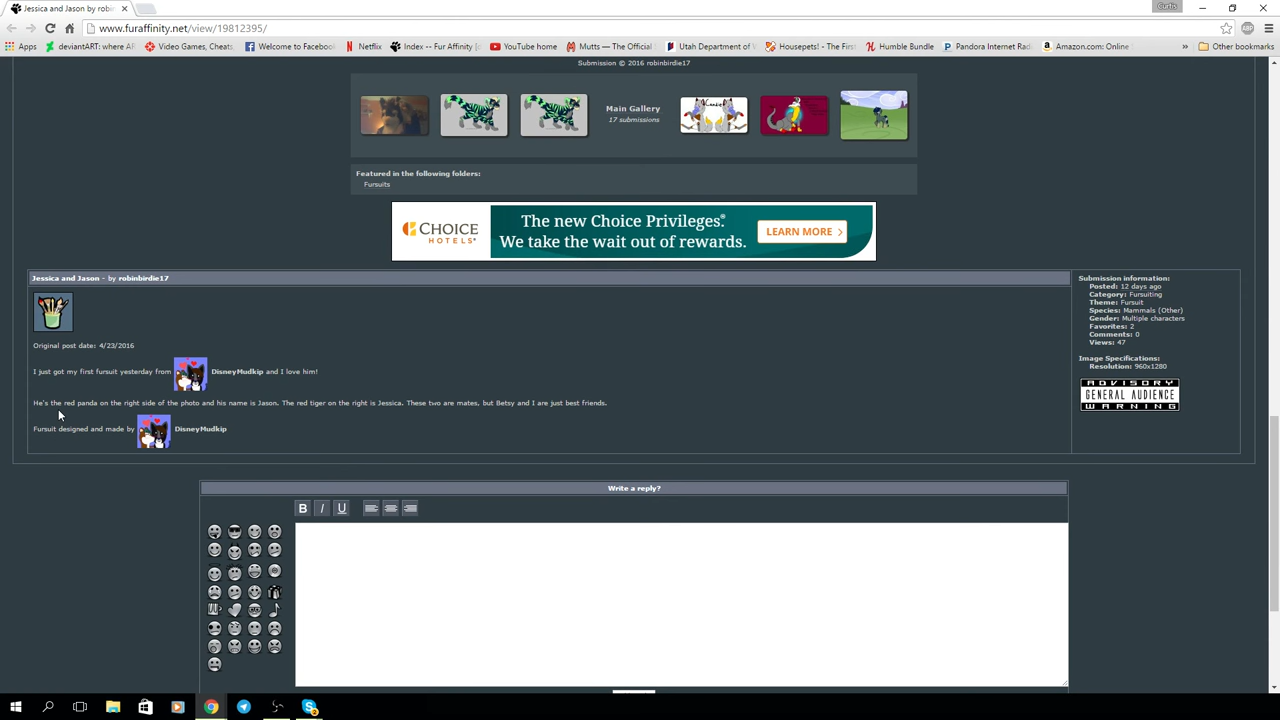 Jessica and Jason by robin
Curtis
www.furaffinity.net/view/19812395/
Apps deviantART: where AR Video Games, Cheats, Welcome to Facebook Netflix Index -- Fur Affinity [ YouTube home Mutts — The Official Utah Department of W Housepets! - The First Humble Bundle Pandora Internet Radi Amazon.com: Online » Other bookmarks
Submission © 2016 robinbirdie17
Main Gallery
17 submissions
Featured in the following folders:
Fursuits
CHOICE HOTELS
The new Choice Privileges.®
We take the wait out of rewards.
LEARN MORE
Jessica and Jason - by robinbirdie17
Original post date: 4/23/2016
I just got my first fursuit yesterday from DisneyMudkip and I love him!
He's the red panda on the right side of the photo and his name is Jason. The red tiger on the right is Jessica. These two are mates, but Betsy and I are just best friends.
Fursuit designed and made by DisneyMudkip
Submission information:
Posted: 12 days ago
Category: Fursuiting
Theme: Fursuit
Species: Mammals (Other)
Gender: Multiple characters
Favorites: 2
Comments: 0
Views: 47
Image Specifications:
Resolution: 960x1280
ADVISORY
GENERAL AUDIENCE
WARNING
Write a reply?
B I U